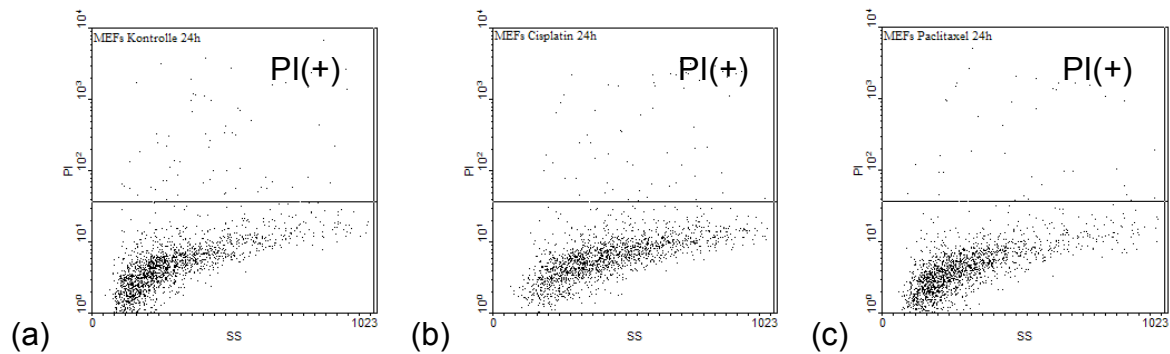 MEFs Kontrolle 24h
PI(+)
PI
10⁰ 10¹ 10² 10³ 10⁴
0 1023
SS
(a)
MEFs Cisplatin 24h
PI(+)
PI
10⁰ 10¹ 10² 10³ 10⁴
0 1023
SS
(b)
MEFs Paclitaxel 24h
PI(+)
PI
10⁰ 10¹ 10² 10³ 10⁴
0 1023
SS
(c)